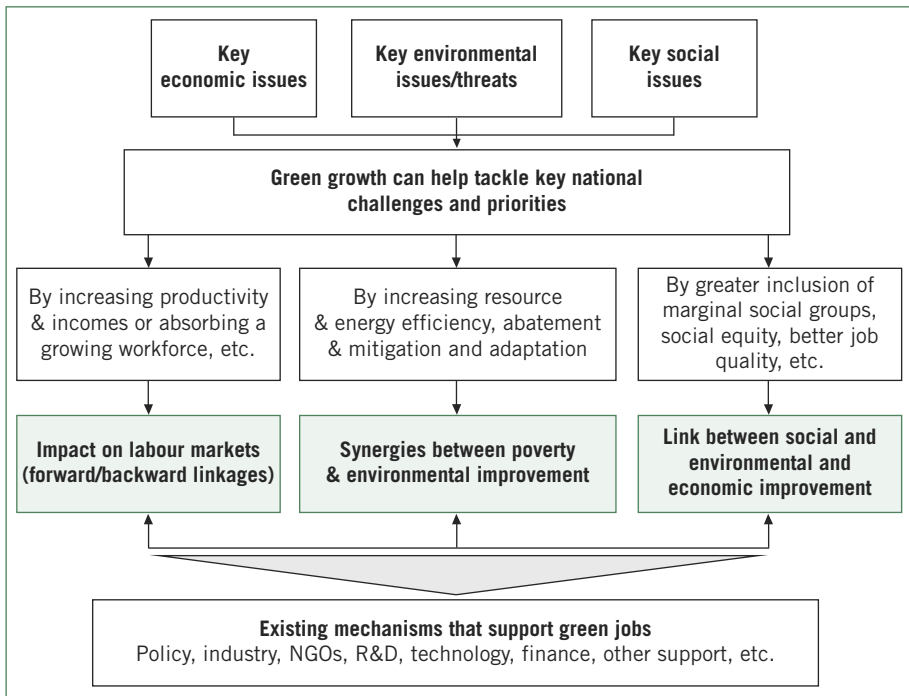 Key
economic issues
Key environmental
issues/threats
Key social
issues
Green growth can help tackle key national
challenges and priorities
By increasing productivity
& incomes or absorbing a
growing workforce, etc.
By increasing resource
& energy efficiency, abatement
& mitigation and adaptation
By greater inclusion of
marginal social groups,
social equity, better job
quality, etc.
Impact on labour markets
(forward/backward linkages)
Synergies between poverty
& environmental improvement
Link between social and
environmental and
economic improvement
Existing mechanisms that support green jobs
Policy, industry, NGOs, R&D, technology, finance, other support, etc.